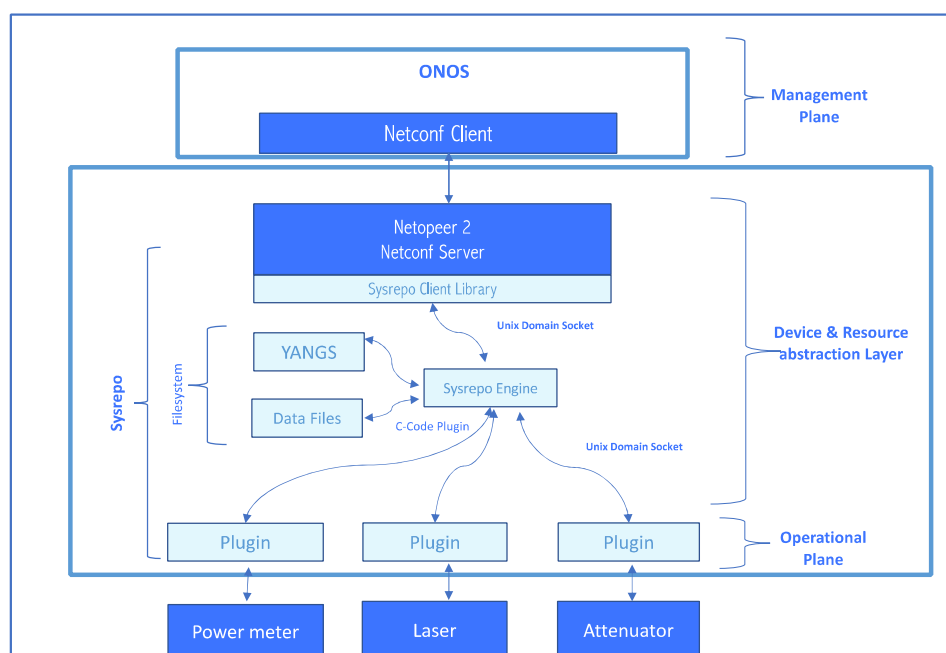 ONOS
Netconf Client
Management
Plane
Netopeer 2
Netconf Server
Sysrepo Client Library
Unix Domain Socket
Device & Resource
abstraction Layer
Sysrepo
Filesystem
YANGS
Data Files
Sysrepo Engine
C-Code Plugin
Unix Domain Socket
Plugin
Plugin
Plugin
Operational
Plane
Power meter
Laser
Attenuator